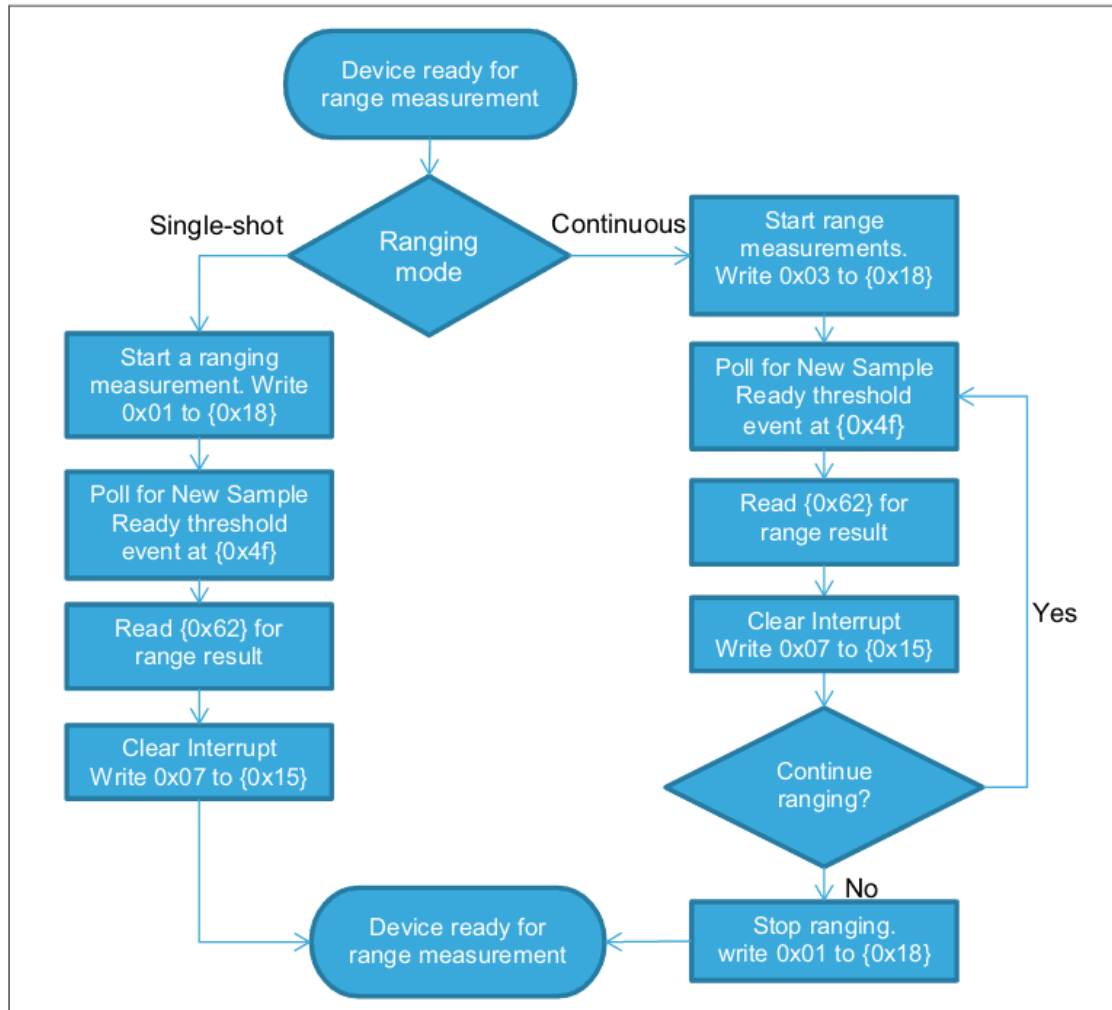 Device ready for
range measurement
Ranging
mode
Single-shot
Continuous
Start a ranging
measurement. Write
0x01 to {0x18}
Poll for New Sample
Ready threshold
event at {0x4f}
Read {0x62} for
range result
Clear Interrupt
Write 0x07 to {0x15}
Start range
measurements.
Write 0x03 to {0x18}
Poll for New Sample
Ready threshold
event at {0x4f}
Read {0x62} for
range result
Clear Interrupt
Write 0x07 to {0x15}
Continue
ranging?
Yes
No
Stop ranging.
write 0x01 to {0x18}
Device ready for
range measurement